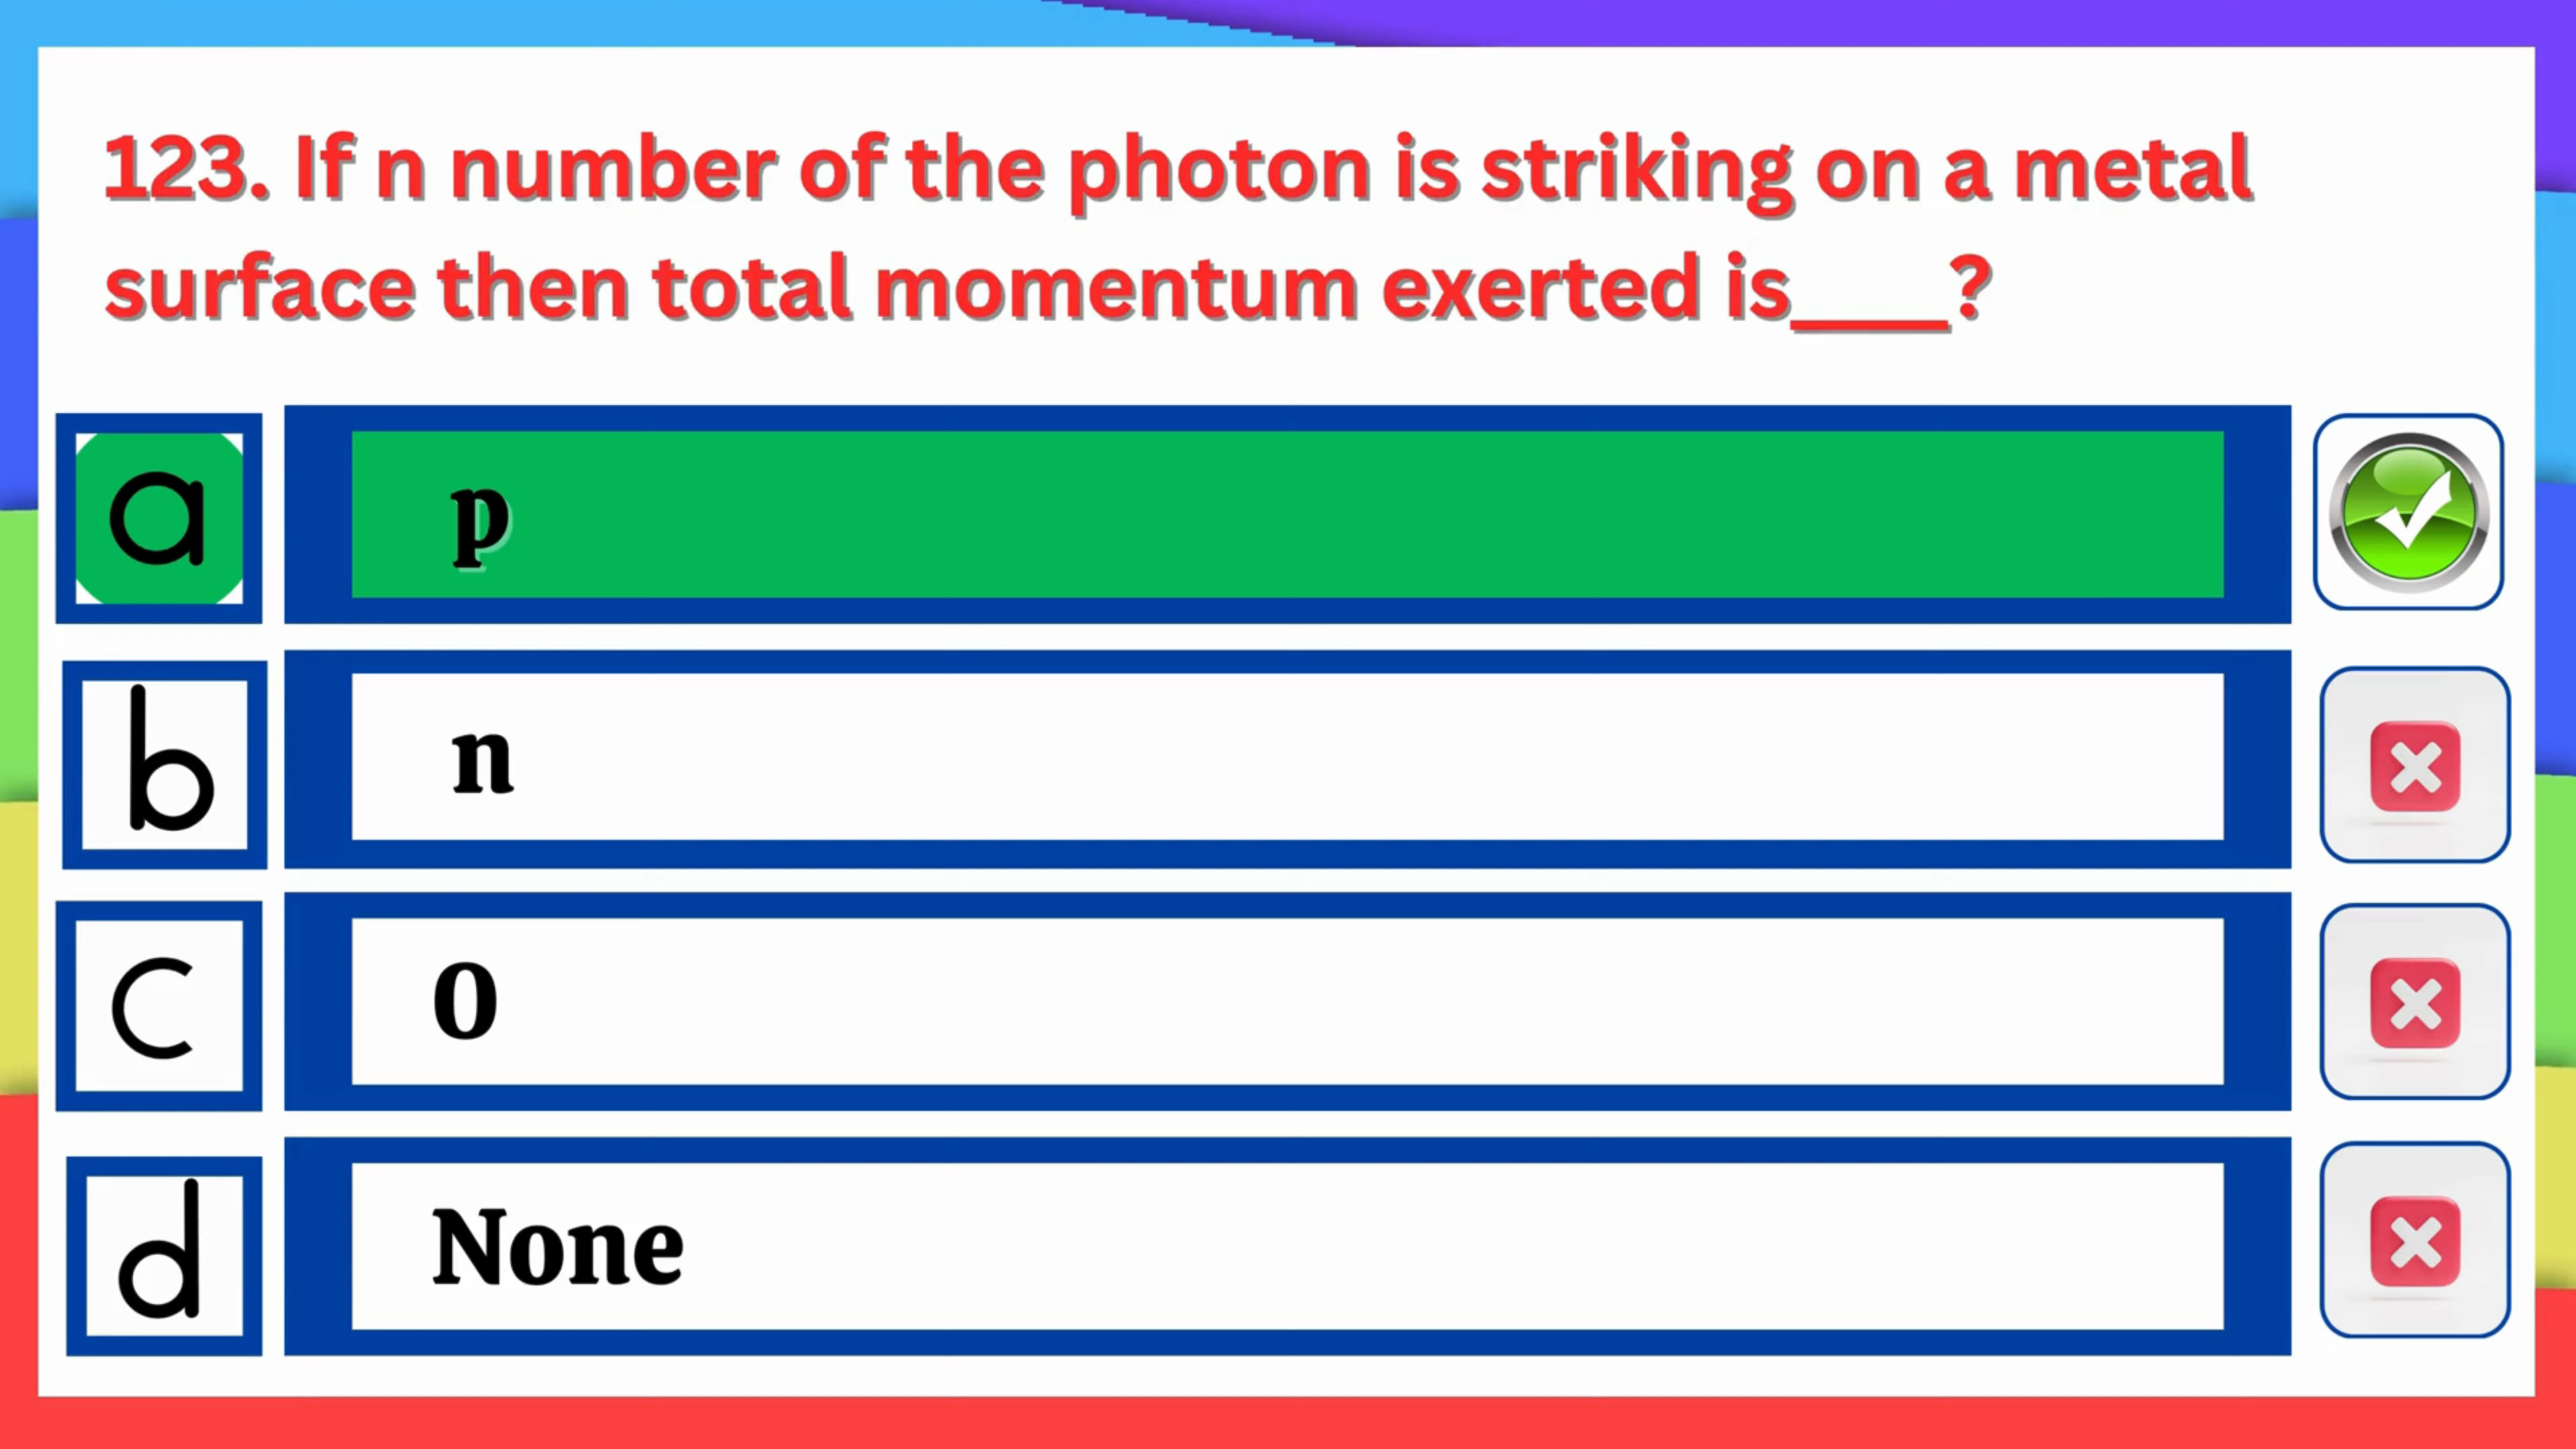 123. If n number of the photon is striking on a metal
surface then total momentum exerted is____?
a p
b n
c 0
d None